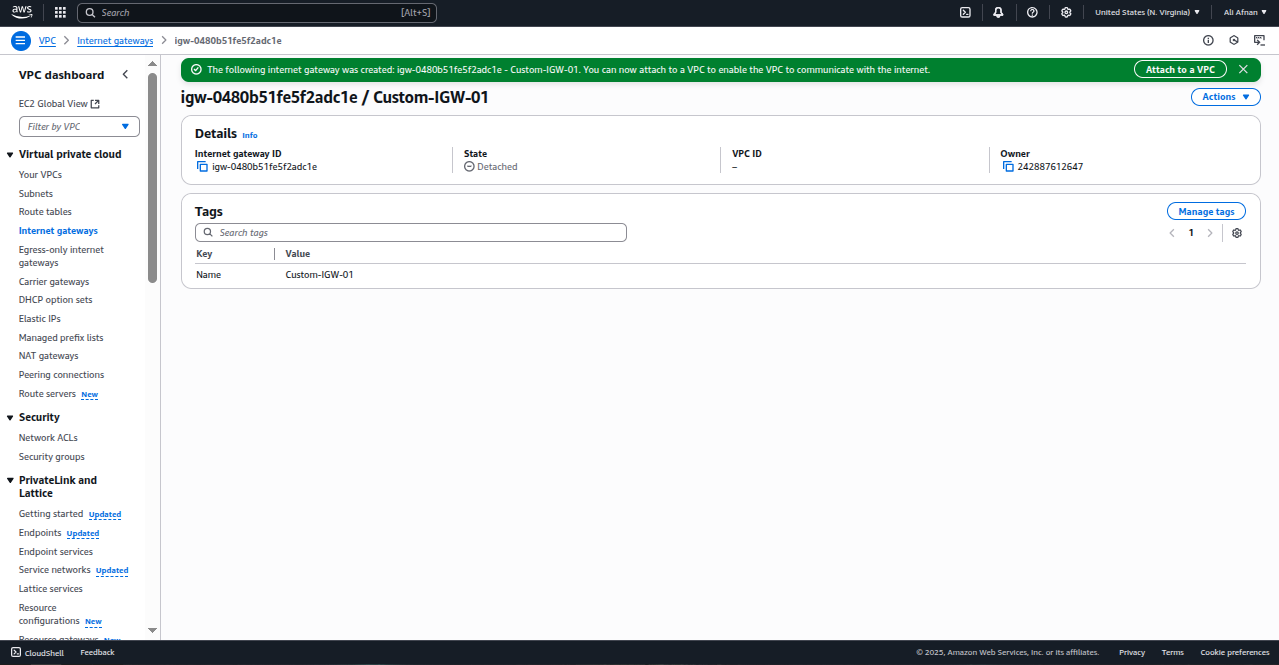 aws
Search [Alt+S]
United States (N. Virginia) Ali Afnan
VPC Internet gateways igw-0480b51fe5f2adc1e
VPC dashboard
EC2 Global View
Filter by VPC
Virtual private cloud
Your VPCs
Subnets
Route tables
Internet gateways
Egress-only internet
gateways
Carrier gateways
DHCP option sets
Elastic IPs
Managed prefix lists
NAT gateways
Peering connections
Route servers New
Security
Network ACLs
Security groups
PrivateLink and
Lattice
Getting started Updated
Endpoints Updated
Endpoint services
Service networks Updated
Lattice services
Resource
configurations New
Resource gateways New
The following internet gateway was created: igw-0480b51fe5f2adc1e - Custom-IGW-01. You can now attach to a VPC to enable the VPC to communicate with the internet.
Attach to a VPC
igw-0480b51fe5f2adc1e / Custom-IGW-01
Actions
Details Info
Internet gateway ID
igw-0480b51fe5f2adc1e
State
Detached
VPC ID
–
Owner
242887612647
Tags
Manage tags
Search tags
1
Key Value
Name Custom-IGW-01
CloudShell Feedback
© 2025, Amazon Web Services, Inc. or its affiliates. Privacy Terms Cookie preferences